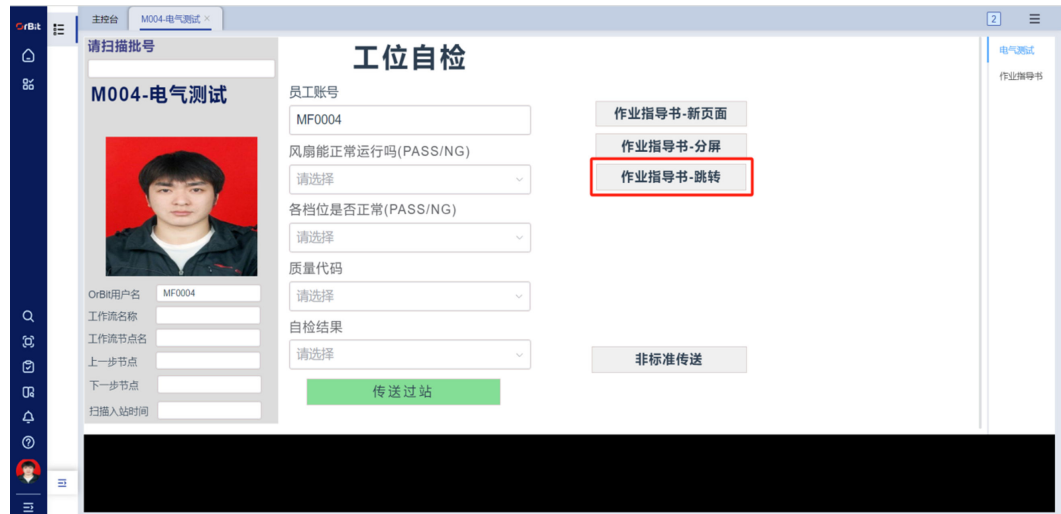 OrBit
主控台
M004-电气测试 ×
2
请扫描批号
工位自检
电气测试
作业指导书
M004-电气测试
员工账号
MF0004
作业指导书-新页面
风扇能正常运行吗(PASS/NG)
作业指导书-分屏
请选择
作业指导书-跳转
各档位是否正常(PASS/NG)
请选择
质量代码
OrBit用户名
MF0004
请选择
工作流名称
自检结果
工作流节点名
请选择
非标准传送
上一步节点
下一步节点
传送过站
扫描入站时间